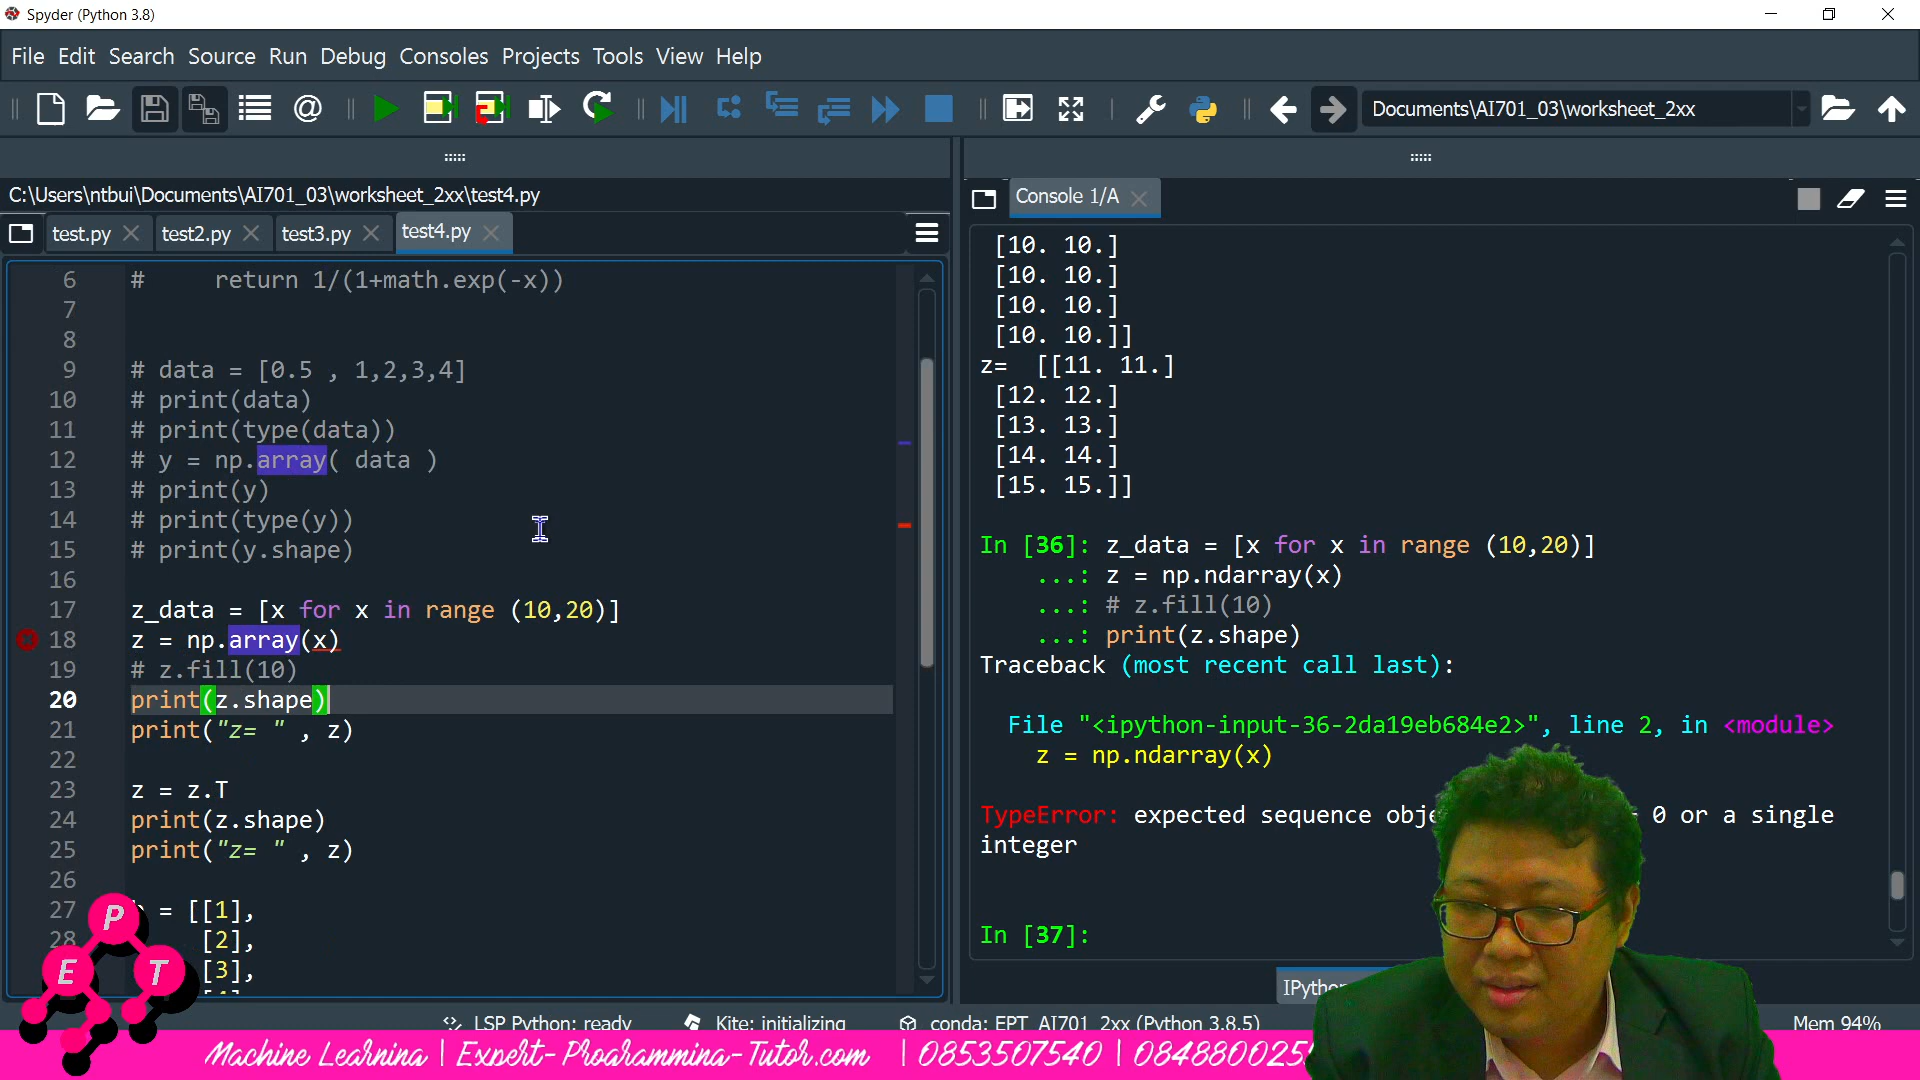 Spyder (Python 3.8)
File Edit Search Source Run Debug Consoles Projects Tools View Help
Documents\AI701_03\worksheet_2xx
C:\Users\ntbui\Documents\AI701_03\worksheet_2xx\test4.py
test.py test2.py test3.py test4.py
6 #     return 1/(1+math.exp(-x))
7
8
9 # data = [0.5 , 1,2,3,4]
10 # print(data)
11 # print(type(data))
12 # y = np.array( data )
13 # print(y)
14 # print(type(y))
15 # print(y.shape)
16
17 z_data = [x for x in range (10,20)]
18 z = np.array(x)
19 # z.fill(10)
20 print(z.shape)
21 print("z= " , z)
22
23 z = z.T
24 print(z.shape)
25 print("z= " , z)
26
27 = [[1],
28 [2],
[3],
Console 1/A
[10. 10.]
[10. 10.]
[10. 10.]
[10. 10.]]
z=  [[11. 11.]
[12. 12.]
[13. 13.]
[14. 14.]
[15. 15.]]
In [36]: z_data = [x for x in range (10,20)]
...: z = np.ndarray(x)
...: # z.fill(10)
...: print(z.shape)
Traceback (most recent call last):
File "<ipython-input-36-2da19eb684e2>", line 2, in <module>
z = np.ndarray(x)
TypeError: expected sequence 0 or a single
integer
In [37]:
LSP Python: ready Kite: initializing conda: EPT_AI701_2xx (Python 3.8.5) Mem 94%
P
E T
Machine Learning | Expert-Programming-Tutor.com | 0853507540 |